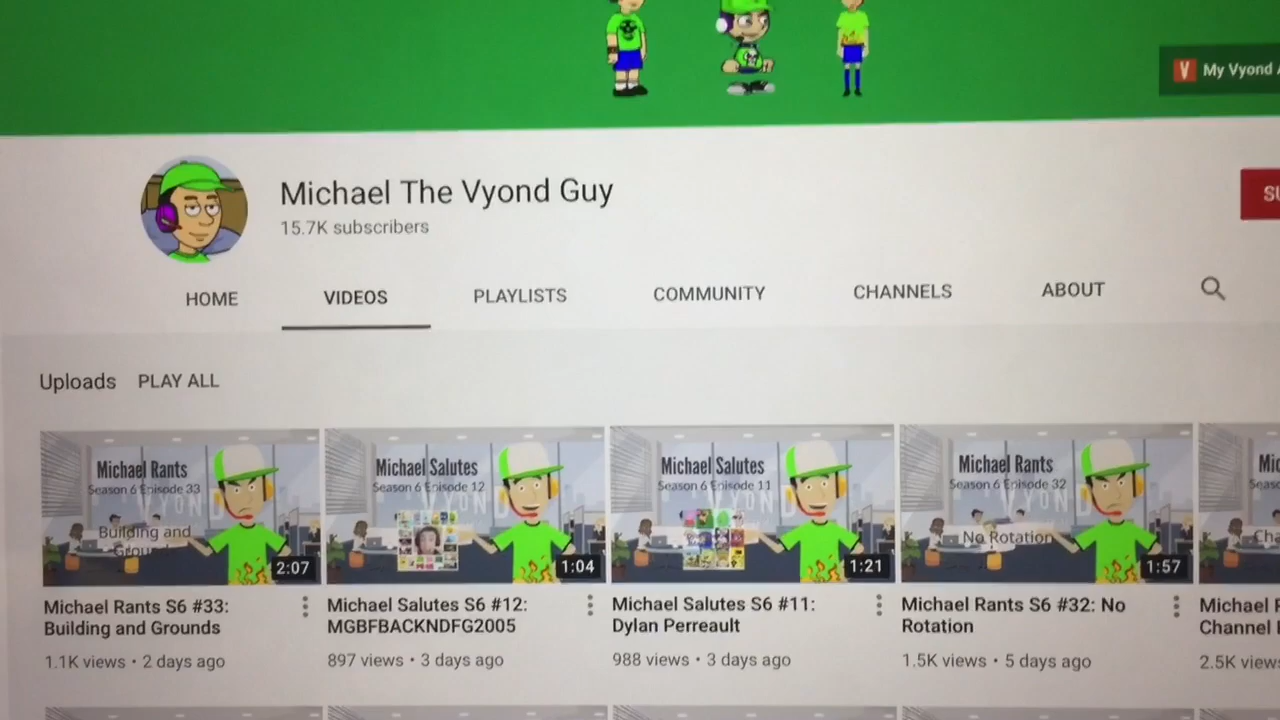 V My Vyond
Michael The Vyond Guy
15.7K subscribers
HOME VIDEOS PLAYLISTS COMMUNITY CHANNELS ABOUT
Uploads PLAY ALL
Michael Rants
Season 6 Episode 33
Building and
2:07
Michael Salutes
Season 6 Episode 12
1:04
Michael Salutes
Season 6 Episode 11
1:21
Michael Rants
Season 6 Episode 32
No Rotation
1:57
Michael Rants S6 #33:
Building and Grounds
1.1K views • 2 days ago
Michael Salutes S6 #12:
MGBFBACKNDFG2005
897 views • 3 days ago
Michael Salutes S6 #11:
Dylan Perreault
988 views • 3 days ago
Michael Rants S6 #32: No
Rotation
1.5K views • 5 days ago
Michael
Channel
2.5K views